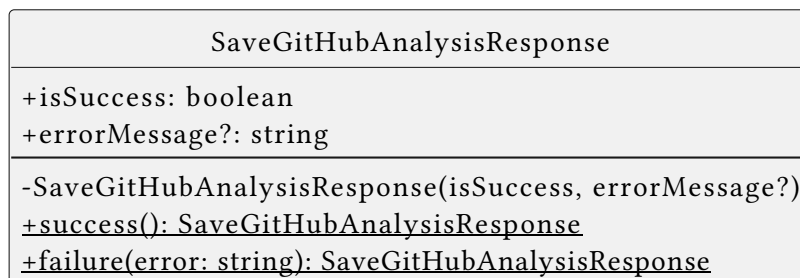 SaveGitHubAnalysisResponse
+isSuccess: boolean
+errorMessage?: string
-SaveGitHubAnalysisResponse(isSuccess, errorMessage?)
+success(): SaveGitHubAnalysisResponse
+failure(error: string): SaveGitHubAnalysisResponse